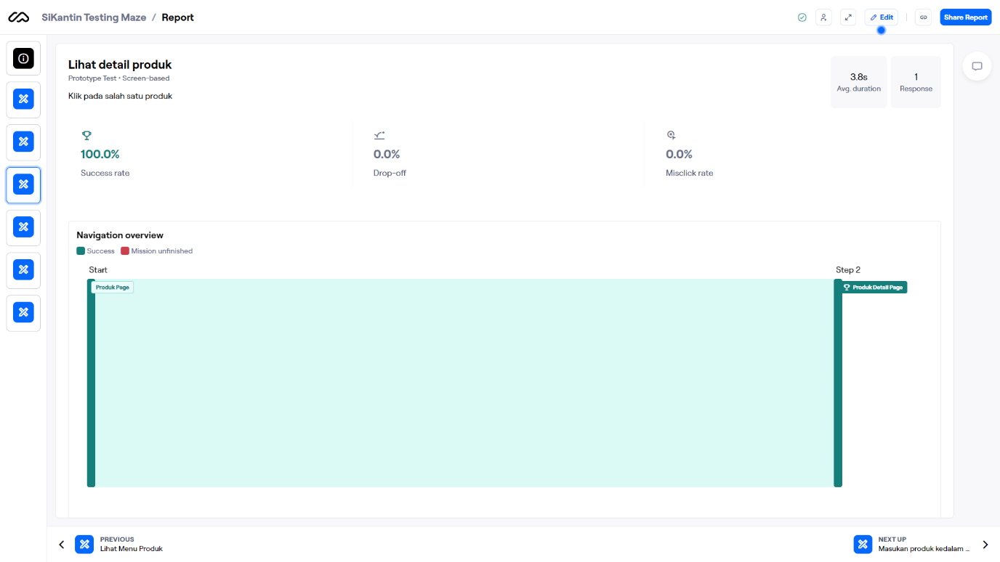 SiKantin Testing Maze / Report
Edit
Share Report
Lihat detail produk
Prototype Test • Screen-based
Klik pada salah satu produk
3.8s
Avg. duration
1
Response
100.0%
Success rate
0.0%
Drop-off
0.0%
Misclick rate
Navigation overview
Success
Mission unfinished
Start
Step 2
Produk Page
Produk Detail Page
PREVIOUS
Lihat Menu Produk
NEXT UP
Masukan produk kedalam ...